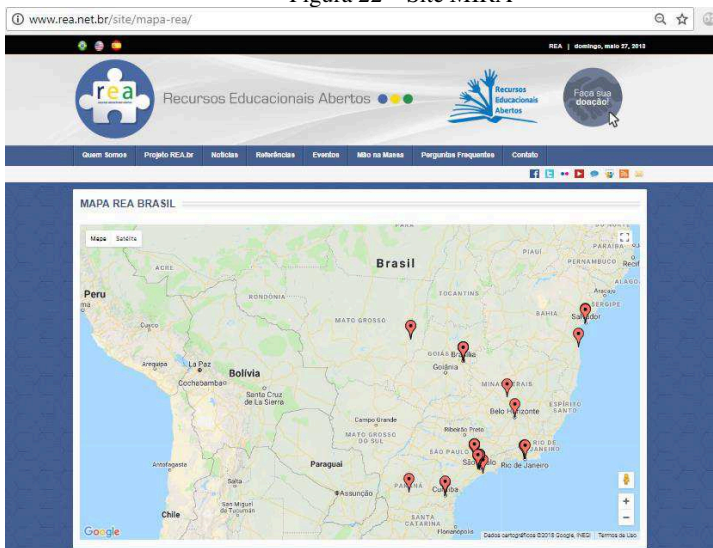 Figura 22 – Site MIRA
www.rea.net.br/site/mapa-rea/
REA | domingo, maio 27, 2018
rea
Recursos Educacionais Abertos
Recursos
Educacionais
Abertos
Faça sua
doação!
Quem Somos Projeto REA.br Notícias Referências Eventos Mão na Massa Perguntas Frequentes Contato
MAPA REA BRASIL
Mapa Satélite
PARÁ
Brasil
PIAUÍ
PARAÍBA
PERNAMBUCO
Recif
ACRE
ALAGO
Peru
RONDÔNIA
TOCANTINS
Aracaju
SERGIPE
MATO GROSSO
BAHIA
Salvador
Cusco
GOIÁS
Brasília
Arequipa
La Paz
Bolívia
Goiânia
Cochabamba
MINAS GERAIS
Santa Cruz
de La Sierra
Belo Horizonte
ESPÍRITO
SANTO
Campo Grande
MATO GROSSO
DO SUL
Ribeirão Preto
RIO DE
JANEIRO
SÃO PAULO
Antofagasta
Paraguai
São Paulo
Rio de Janeiro
Salta
PARANÁ
Curitiba
Assunção
San Miguel
de Tucumán
Chile
SANTA
CATARINA
Florianópolis
Google
Dados cartográficos ©2018 Google, INEGI
Termos de Uso